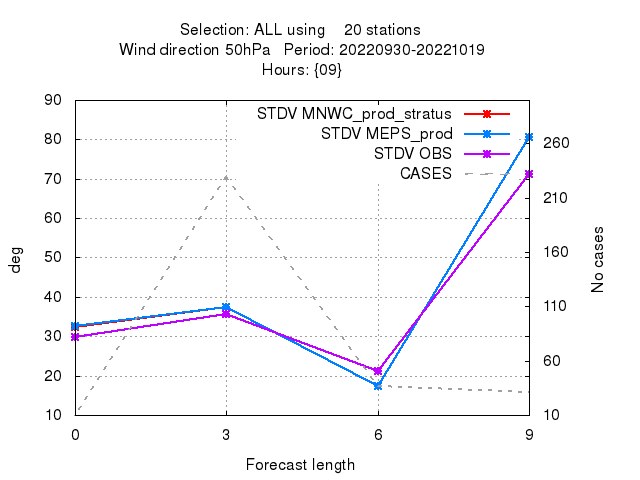 Selection: ALL using    20 stations
Wind direction 50hPa   Period: 20220930-20221019
Hours: {09}
STDV MNWC_prod_stratus
STDV MEPS_prod
STDV OBS
CASES
90
80
70
60
50
40
30
20
10
260
210
160
110
60
10
deg
No cases
0 3 6 9
Forecast length